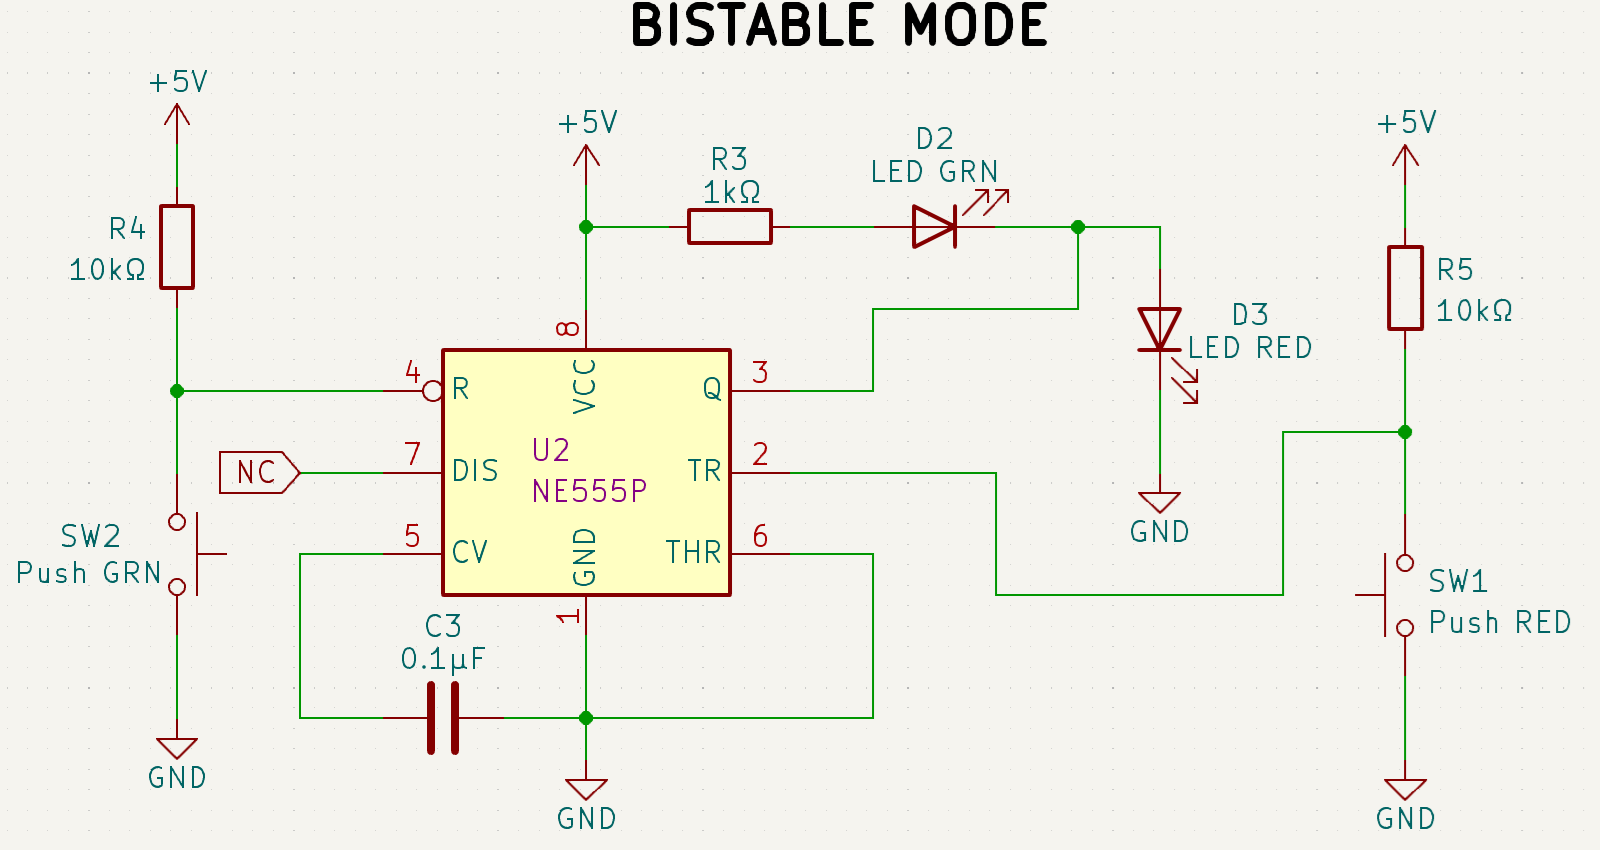 BISTABLE MODE
+5V
+5V
+5V
R3
1kΩ
D2
LED GRN
R4
10kΩ
R5
10kΩ
D3
LED RED
8
VCC
4
R
Q
3
7
DIS
NC
U2
NE555P
TR
2
5
CV
THR
6
GND
1
GND
SW2
Push GRN
SW1
Push RED
C3
0.1µF
GND
GND
GND